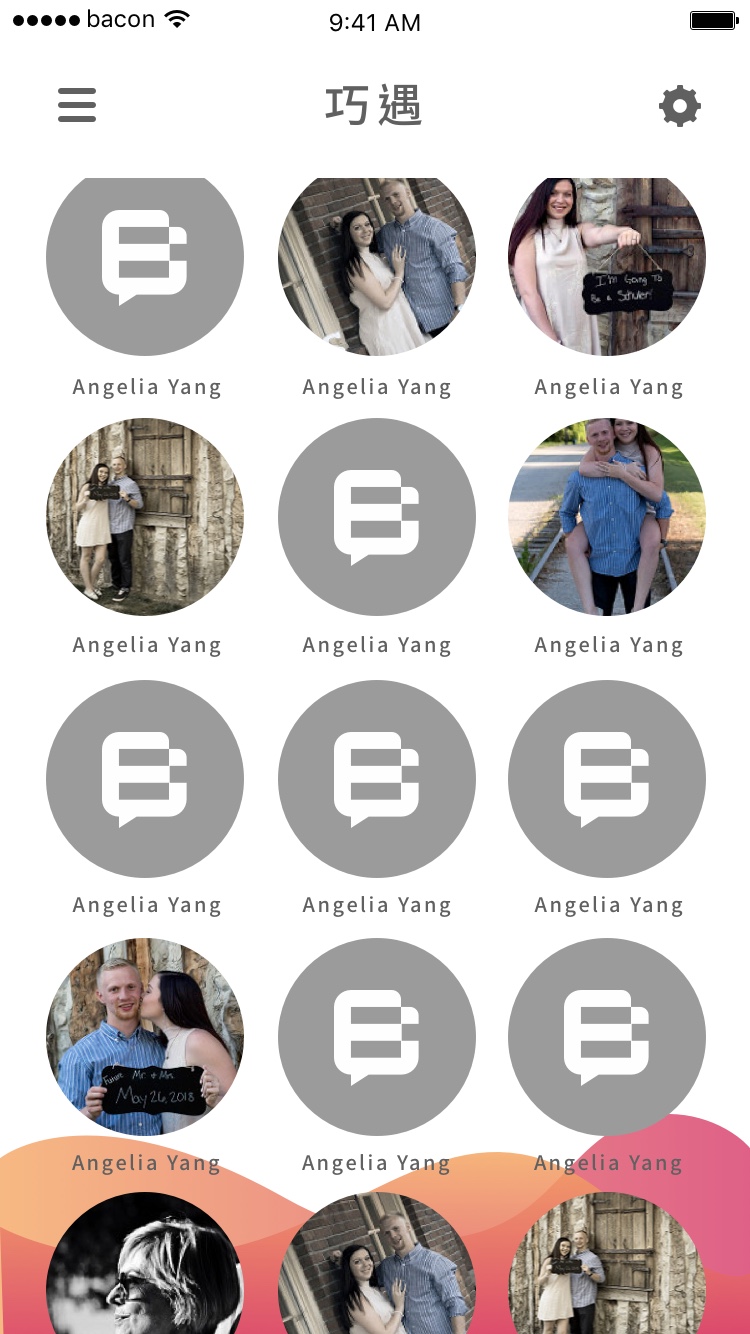 bacon 9:41 AM
巧遇
I'm Going To
Be a Schuler!
Angelia Yang Angelia Yang Angelia Yang
Angelia Yang Angelia Yang Angelia Yang
Angelia Yang Angelia Yang Angelia Yang
Future Mr. + Mrs.
May 26, 2018
Angelia Yang Angelia Yang Angelia Yang